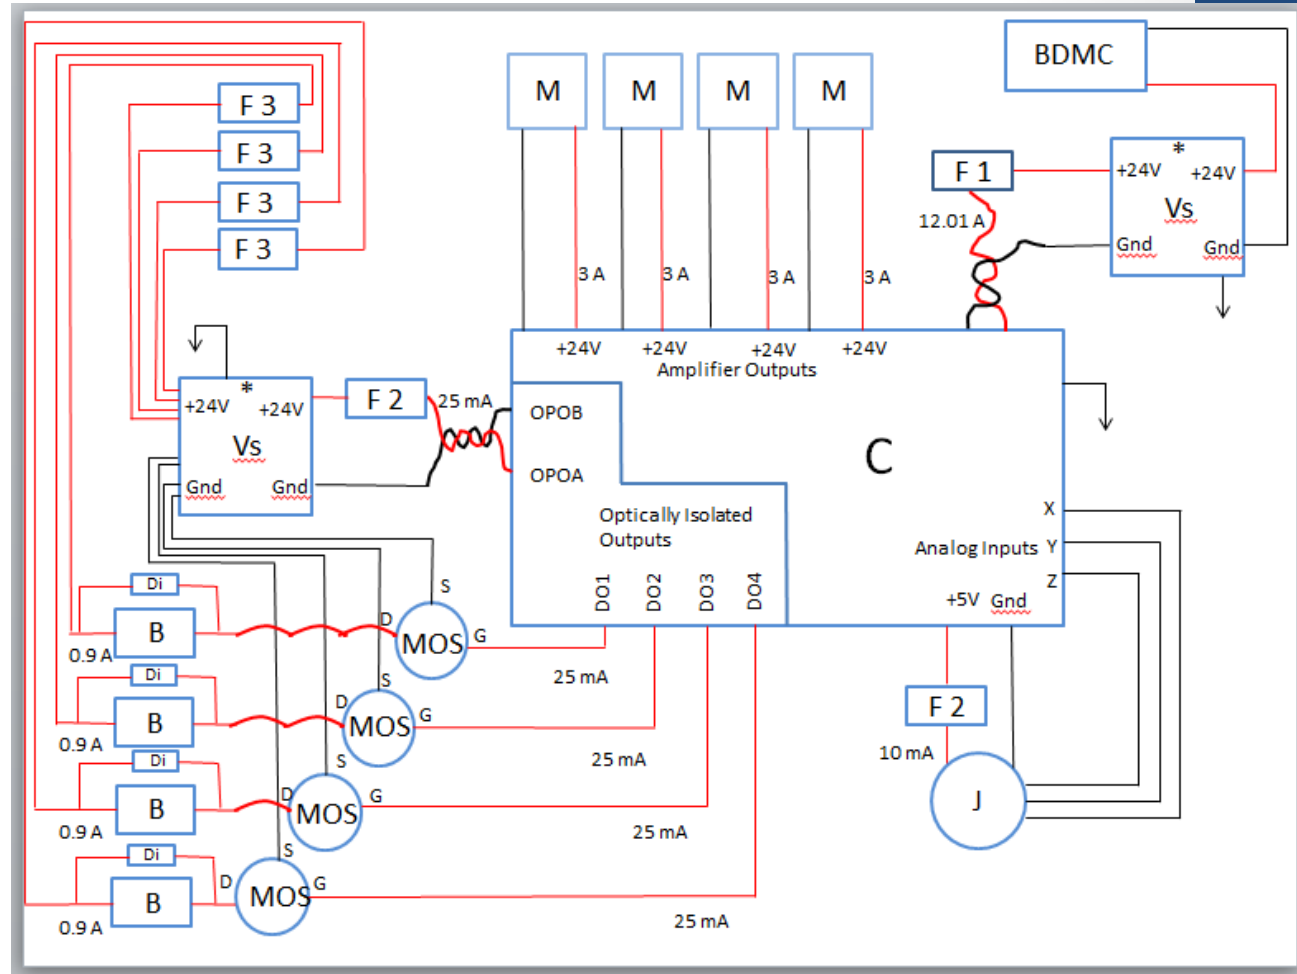 BDMC
M
M
M
M
F 3
F 3
F 3
F 3
F 1
*
+24V
+24V
Vs
Gnd
Gnd
12.01 A
3 A
3 A
3 A
3 A
+24V
+24V
+24V
+24V
Amplifier Outputs
*
+24V
+24V
Vs
Gnd
Gnd
F 2
25 mA
OPOB
OPOA
C
Optically Isolated
Outputs
DO1
DO2
DO3
DO4
X
Analog Inputs
Y
Z
+5V
Gnd
Di
B
0.9 A
D
S
MOS
G
25 mA
Di
B
0.9 A
D
S
MOS
G
25 mA
Di
B
0.9 A
D
S
MOS
G
25 mA
Di
B
0.9 A
D
S
MOS
G
25 mA
F 2
10 mA
J